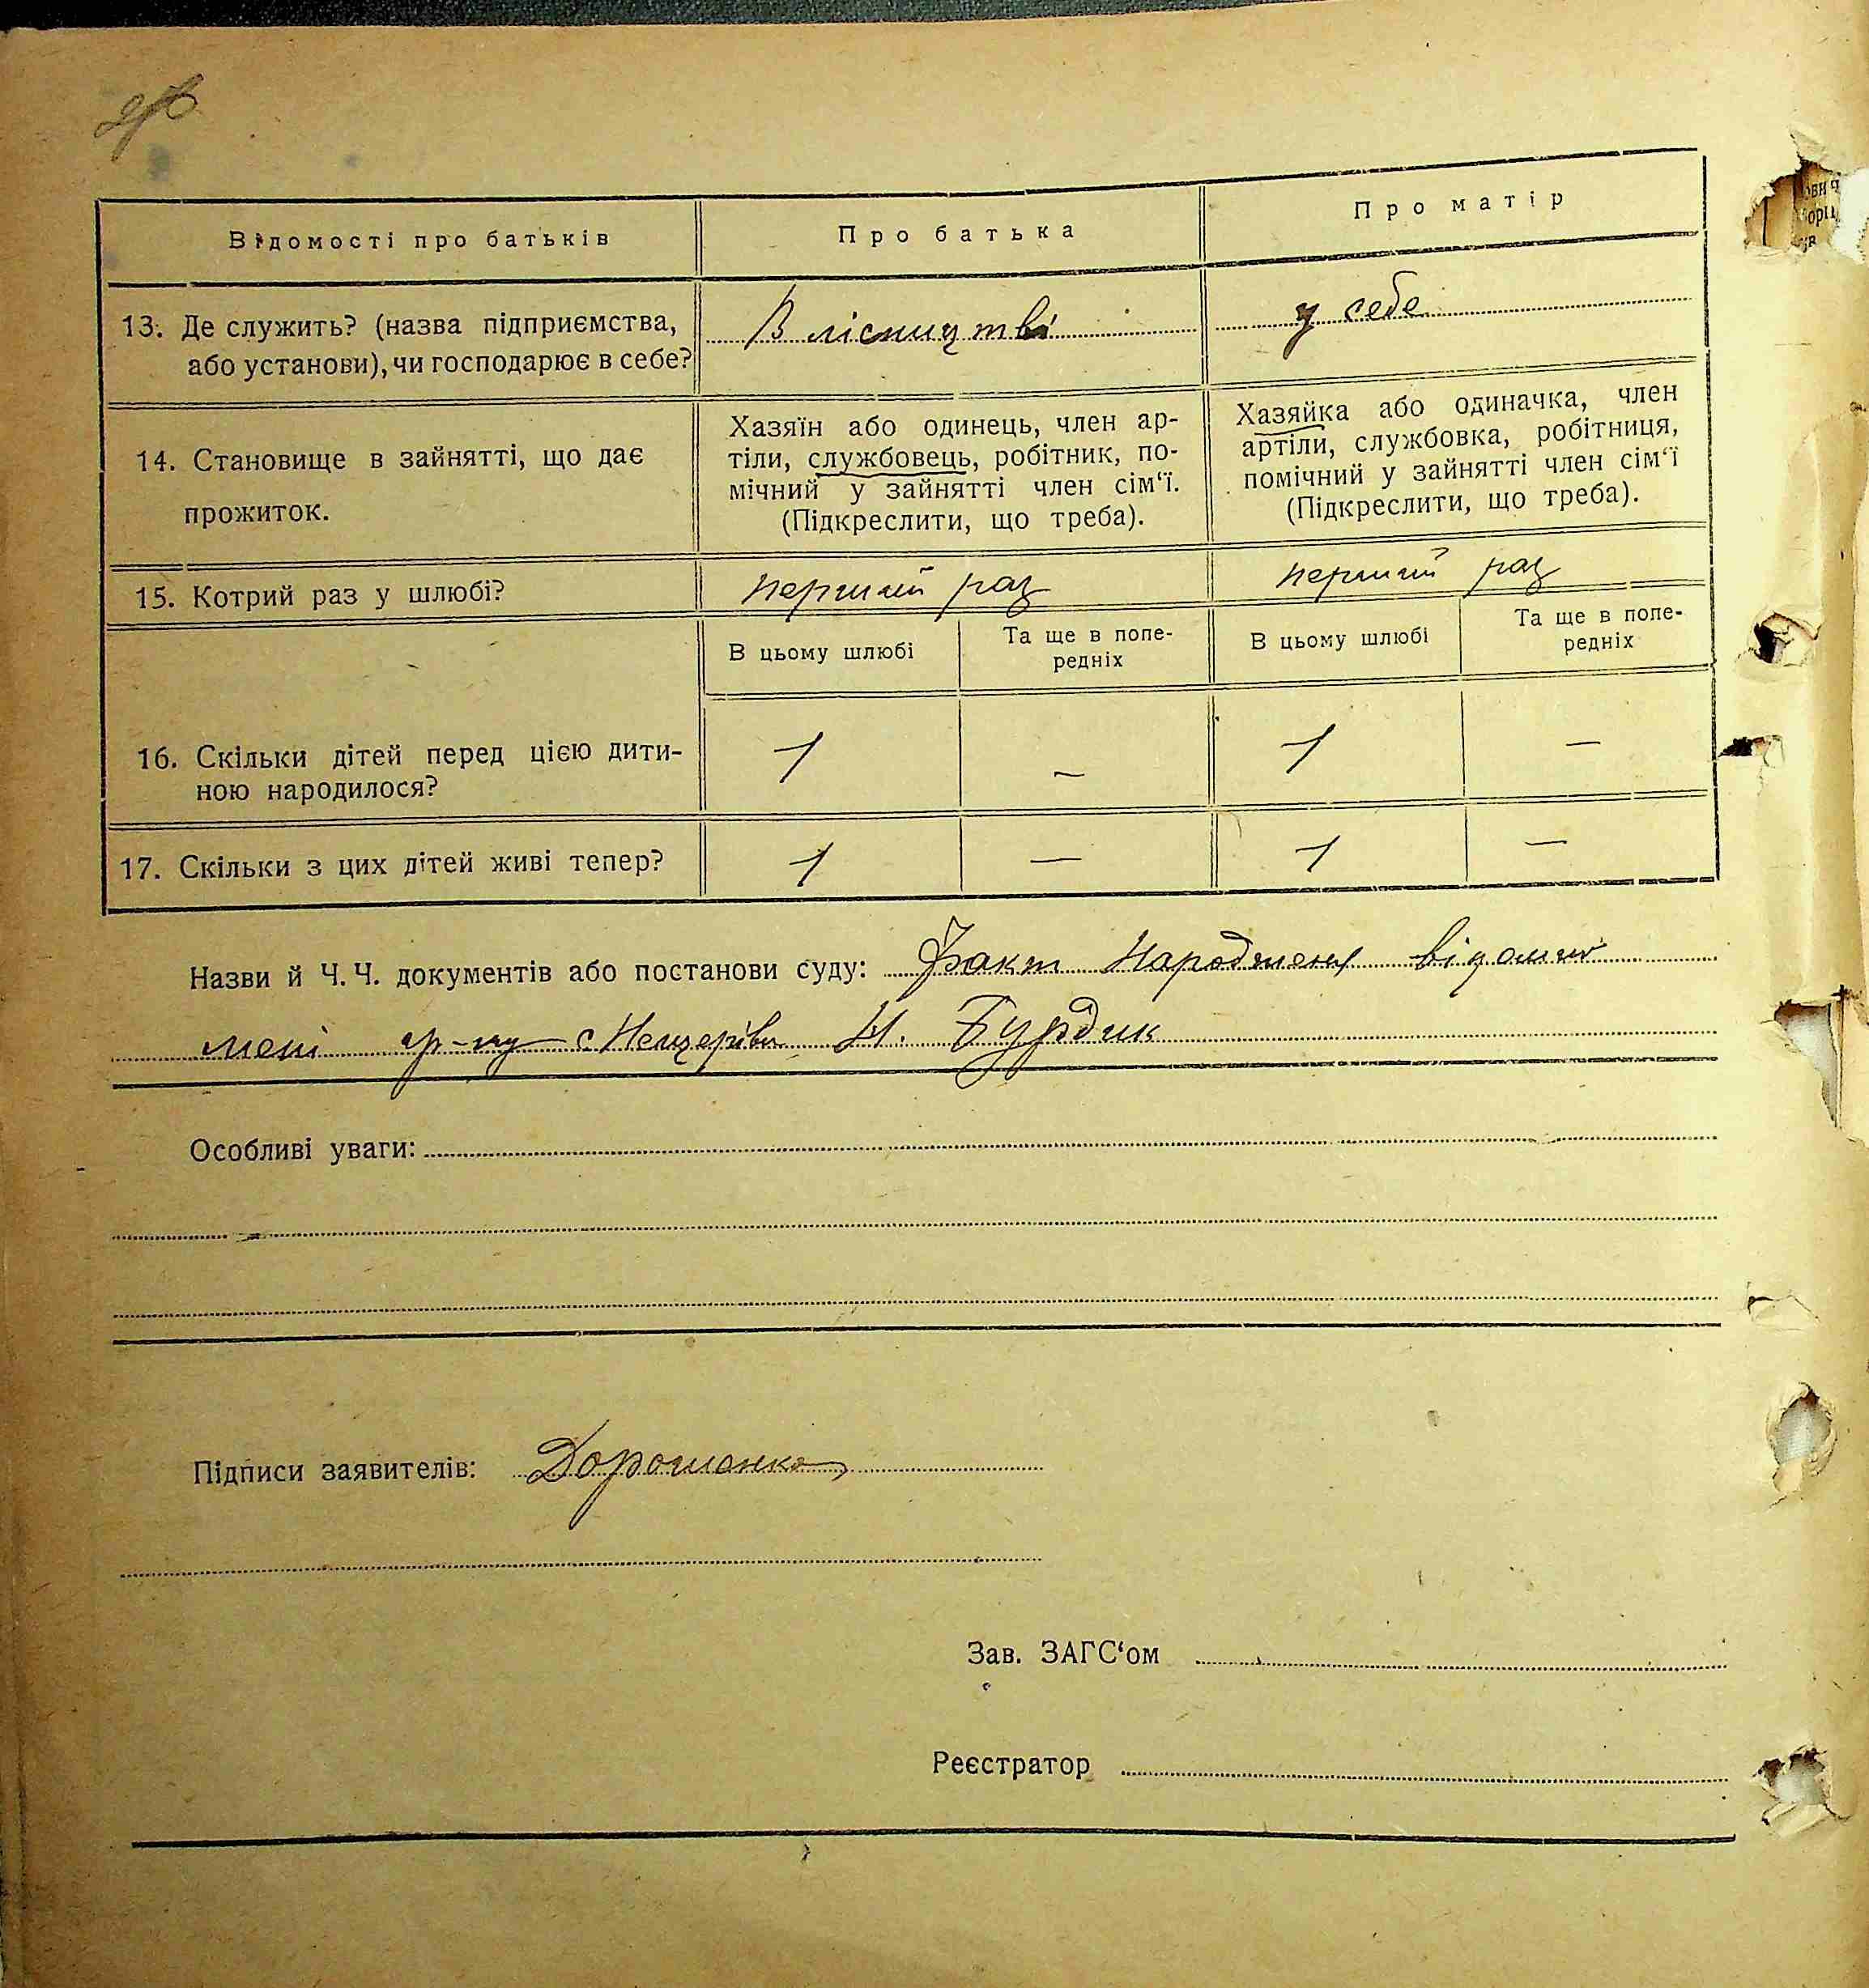 Відомості про батьків
Про батька
Про матір
13. Де служить? (назва підприємства,
або установи), чи господарює в себе?
В лісництві
у себе
14. Становище в зайнятті, що дає
прожиток.
Хазяїн або одинець, член ар-
тіли, службовець, робітник, по-
мічний у зайнятті член сім‘ї.
(Підкреслити, що треба).
Хазяйка або одиначка, член
артіли, службовка, робітниця,
помічний у зайнятті член сім‘ї
(Підкреслити, що треба).
15. Котрий раз у шлюбі?
перший раз
перший раз
В цьому шлюбі
Та ще в попе-
редніх
В цьому шлюбі
Та ще в попе-
редніх
16. Скільки дітей перед цією дити-
ною народилося?
1
—
1
—
17. Скільки з цих дітей живі тепер?
1
—
1
—
Назви й Ч. Ч. документів або постанови суду: Факт Народження відомий
мені гр-ну с. Нещерівки Н. Бурдик
Особливі уваги:
Підписи заявителів: Дорошенко
Зав. ЗАГС‘ом
Реєстратор